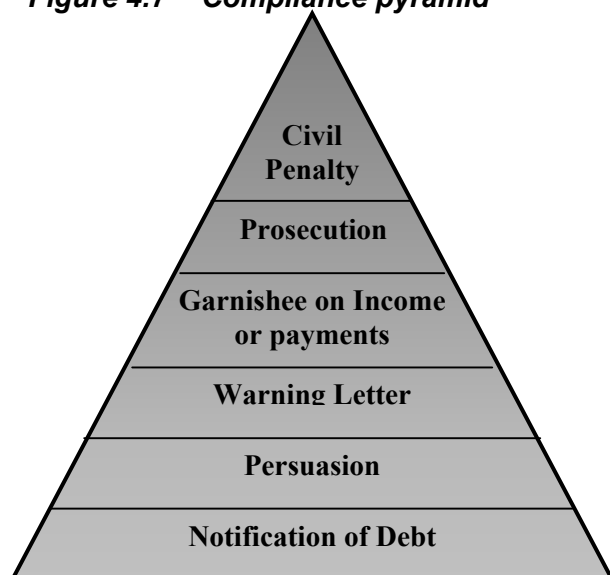 Figure 4.7 Compliance pyramid
Civil
Penalty
Prosecution
Garnishee on Income
or payments
Warning Letter
Persuasion
Notification of Debt